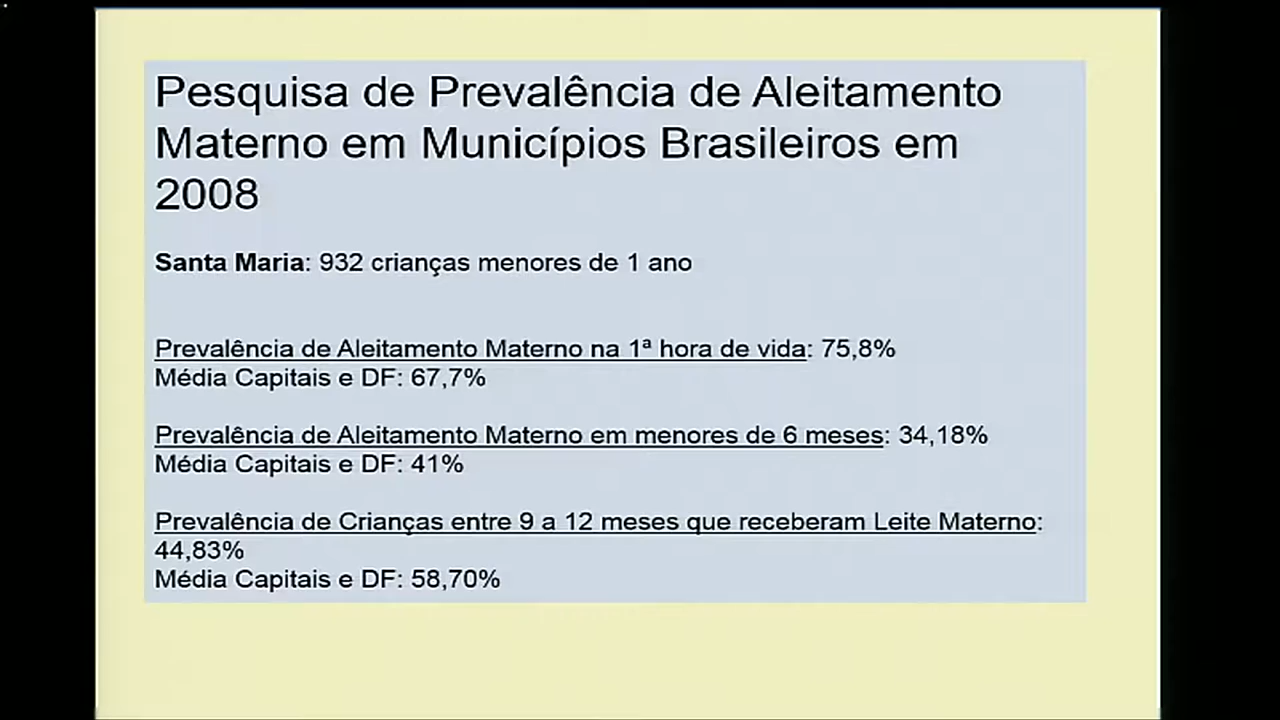 Pesquisa de Prevalência de Aleitamento
Materno em Municípios Brasileiros em
2008
Santa Maria: 932 crianças menores de 1 ano
Prevalência de Aleitamento Materno na 1ª hora de vida: 75,8%
Média Capitais e DF: 67,7%
Prevalência de Aleitamento Materno em menores de 6 meses: 34,18%
Média Capitais e DF: 41%
Prevalência de Crianças entre 9 a 12 meses que receberam Leite Materno:
44,83%
Média Capitais e DF: 58,70%